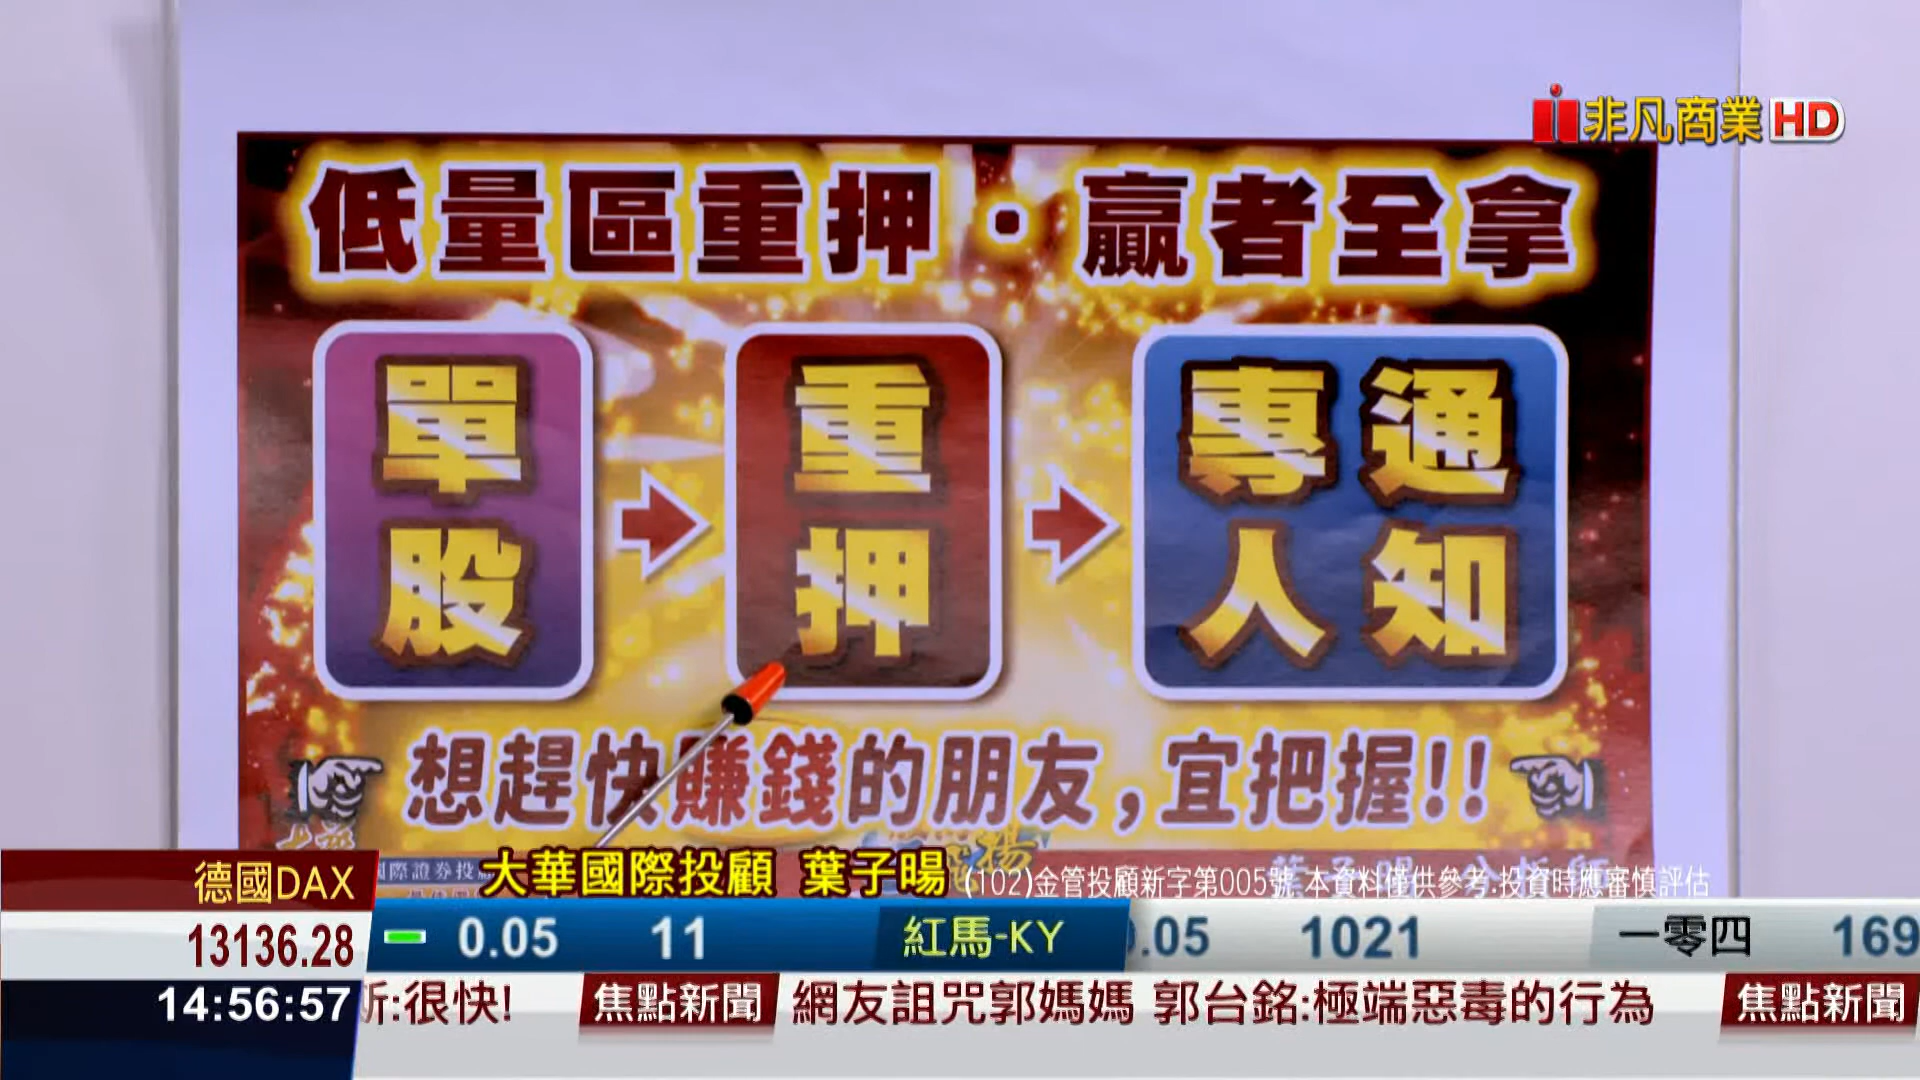 非凡商業HD
低量區重押・贏者全拿
單股
重押
專人
通知
想趕快賺錢的朋友,宜把握!!
德國DAX
13136.28
14:56:57
大華國際投顧 葉子暘
(102)金管投顧新字第005號 本資料僅供參考.投資時應審慎評估
0.05 11 紅馬-KY .05 1021 一零四 169
:很快! 焦點新聞 網友詛咒郭媽媽 郭台銘:極端惡毒的行為 焦點新聞